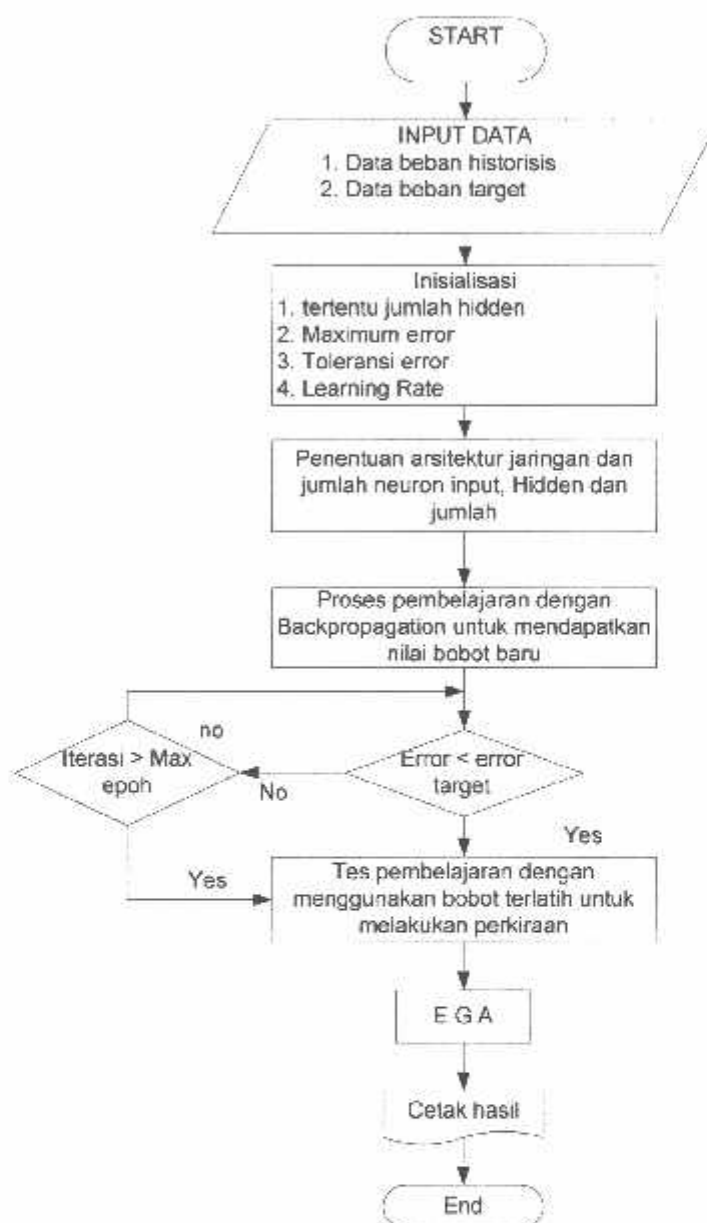 START
INPUT DATA
1. Data beban historisis
2. Data beban target
Inisialisasi
1. tertentu jumlah hidden
2. Maximum error
3. Toleransi error
4. Learning Rate
Penentuan arsitektur jaringan dan
jumlah neuron input, Hidden dan
jumlah
Proses pembelajaran dengan
Backpropagation untuk mendapatkan
nilai bobot baru
no
Iterasi > Max
epoh
No
Error < error
target
Yes
Yes
Tes pembelajaran dengan
menggunakan bobot terlatih untuk
melakukan perkiraan
E G A
Cetak hasil
End